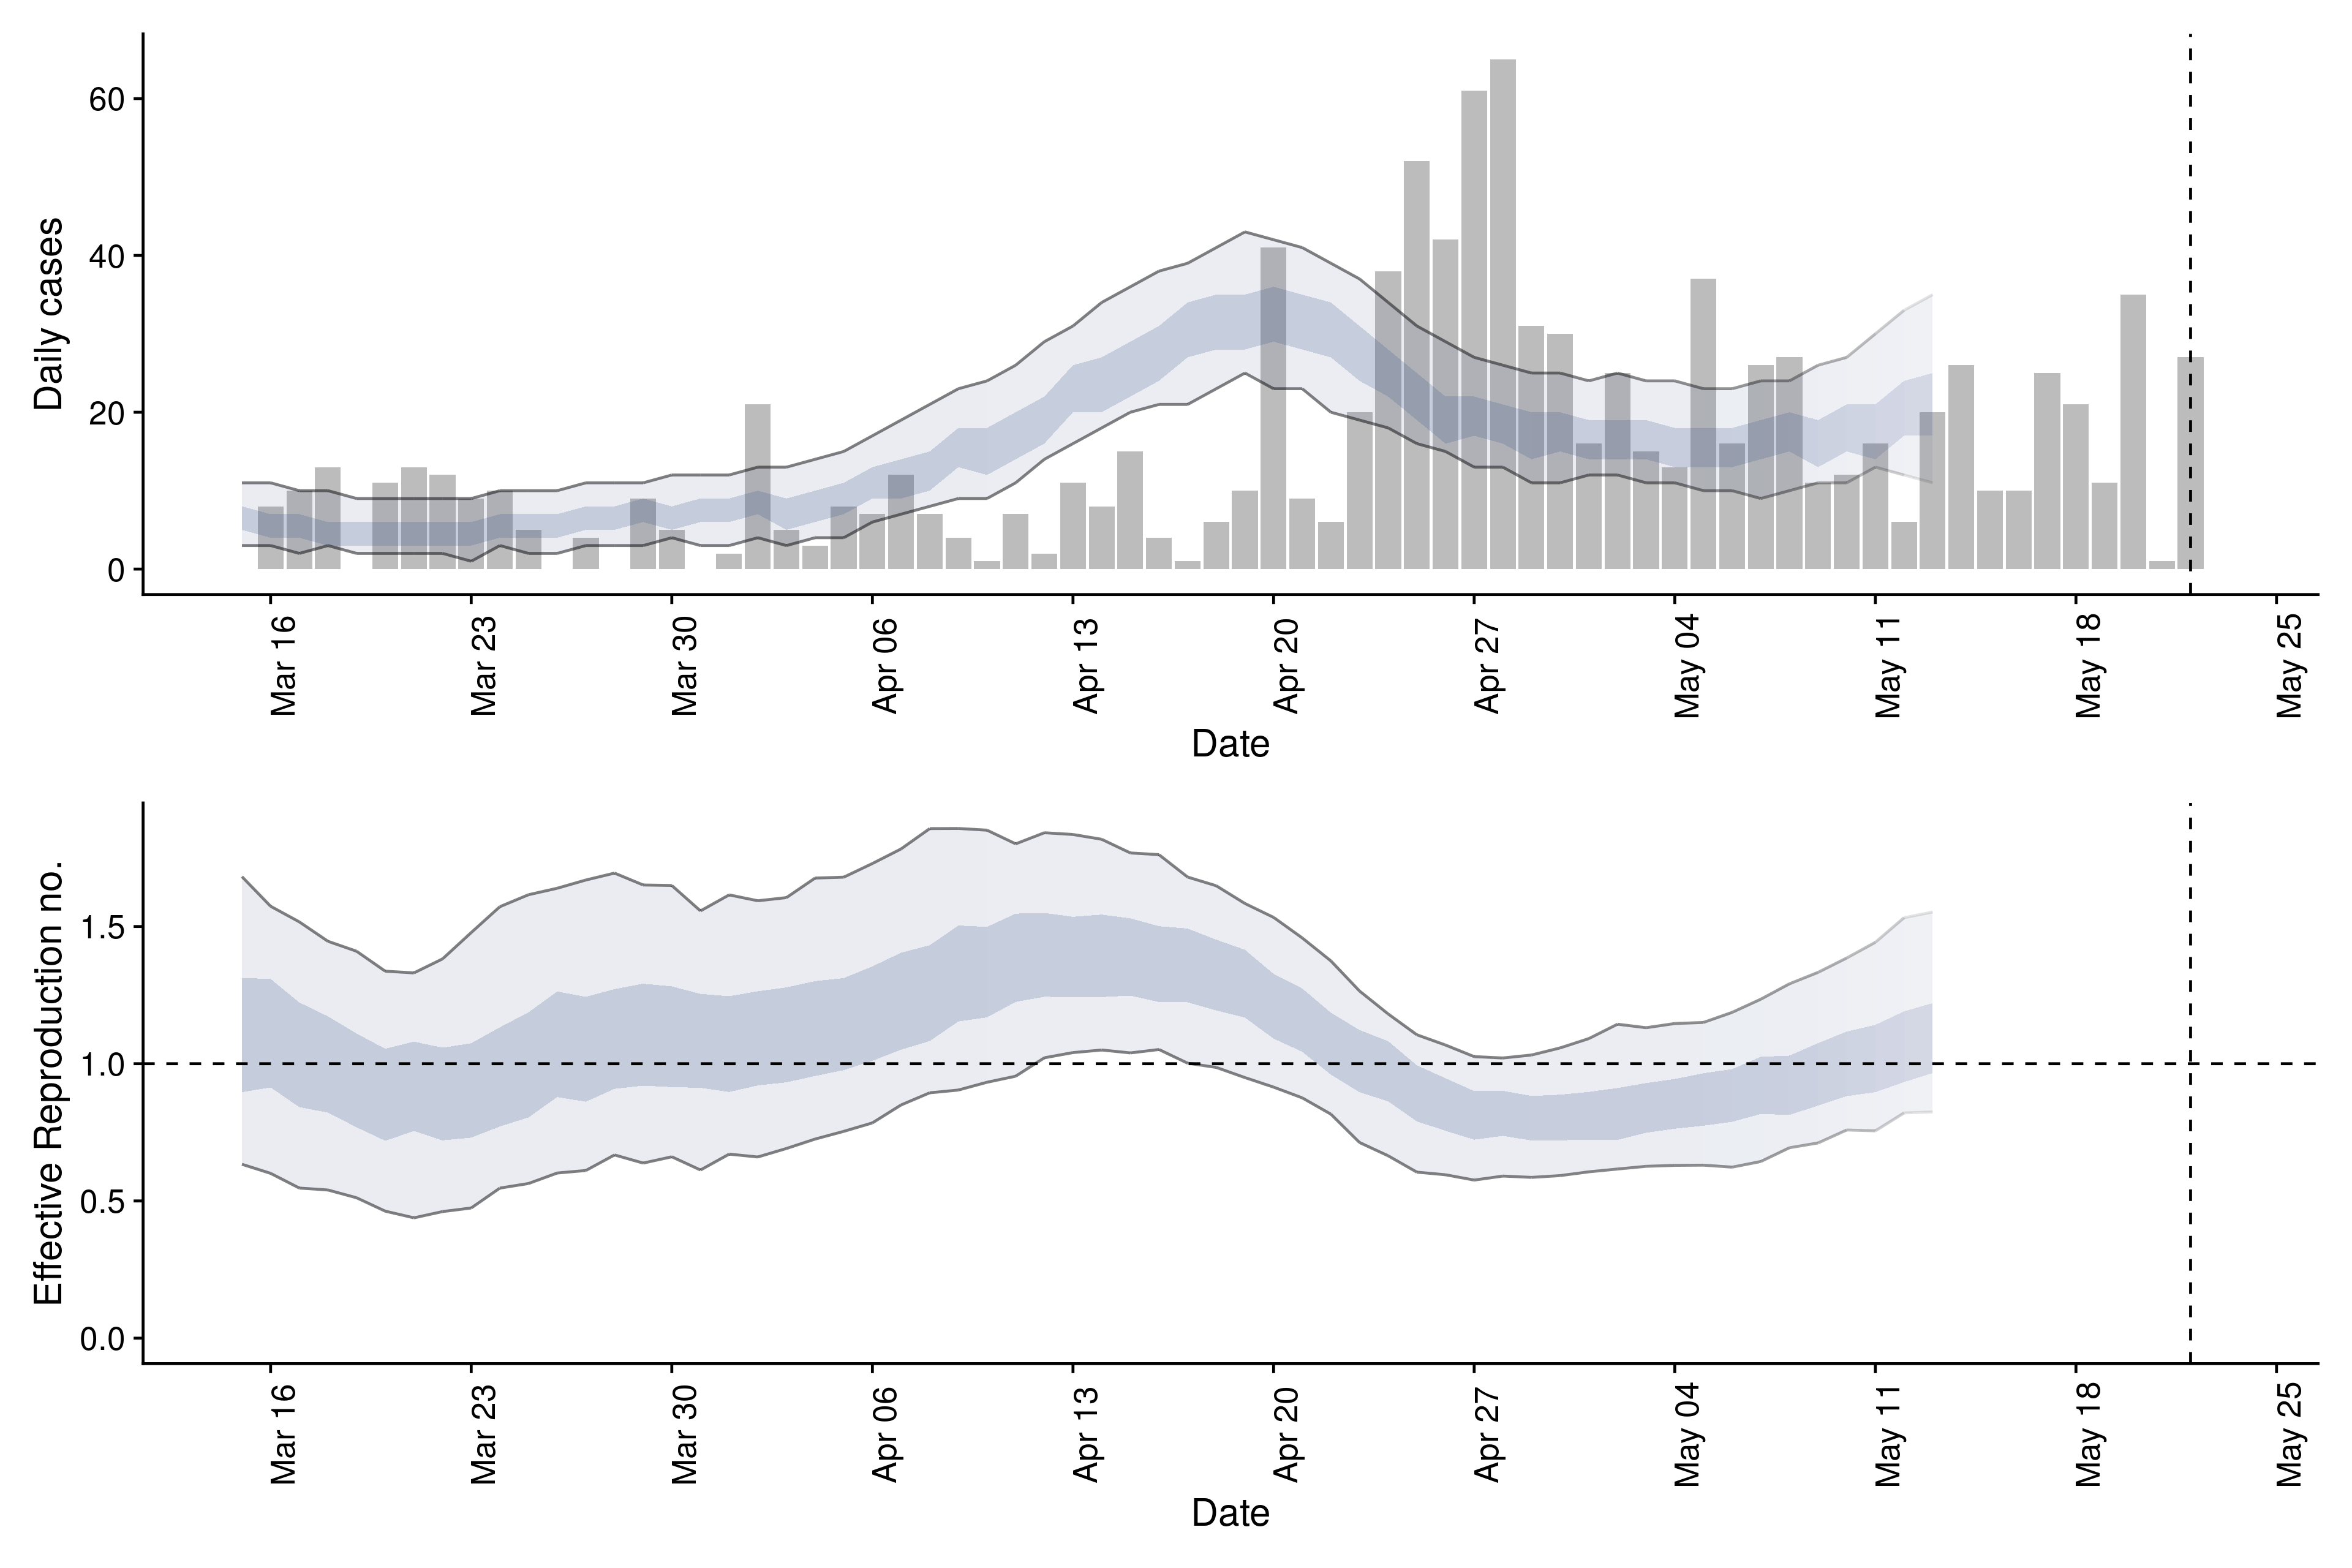 Daily cases
60
40
20
0
Mar 16
Mar 23
Mar 30
Apr 06
Apr 13
Apr 20
Apr 27
May 04
May 11
May 18
May 25
Date
Effective Reproduction no.
1.5
1.0
0.5
0.0
Mar 16
Mar 23
Mar 30
Apr 06
Apr 13
Apr 20
Apr 27
May 04
May 11
May 18
May 25
Date